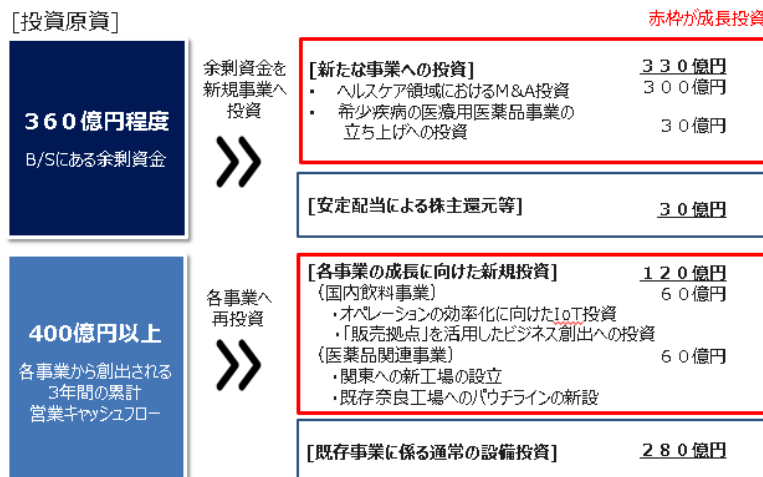 [投資原資]
赤枠が成長投資
360億円程度
B/Sにある余剰資金
余剰資金を
新規事業へ
投資
[新たな事業への投資] 330億円
・ ヘルスケア領域におけるM&A投資 300億円
・ 希少疾病の医療用医薬品事業の
立ち上げへの投資 30億円
[安定配当による株主還元等] 30億円
400億円以上
各事業から創出される
3年間の累計
営業キャッシュフロー
各事業へ
再投資
[各事業の成長に向けた新規投資] 120億円
(国内飲料事業) 60億円
・オペレーションの効率化に向けたIoT投資
・「販売拠点」を活用したビジネス創出への投資
(医薬品関連事業) 60億円
・関東への新工場の設立
・既存奈良工場へのパウチラインの新設
[既存事業に係る通常の設備投資] 280億円